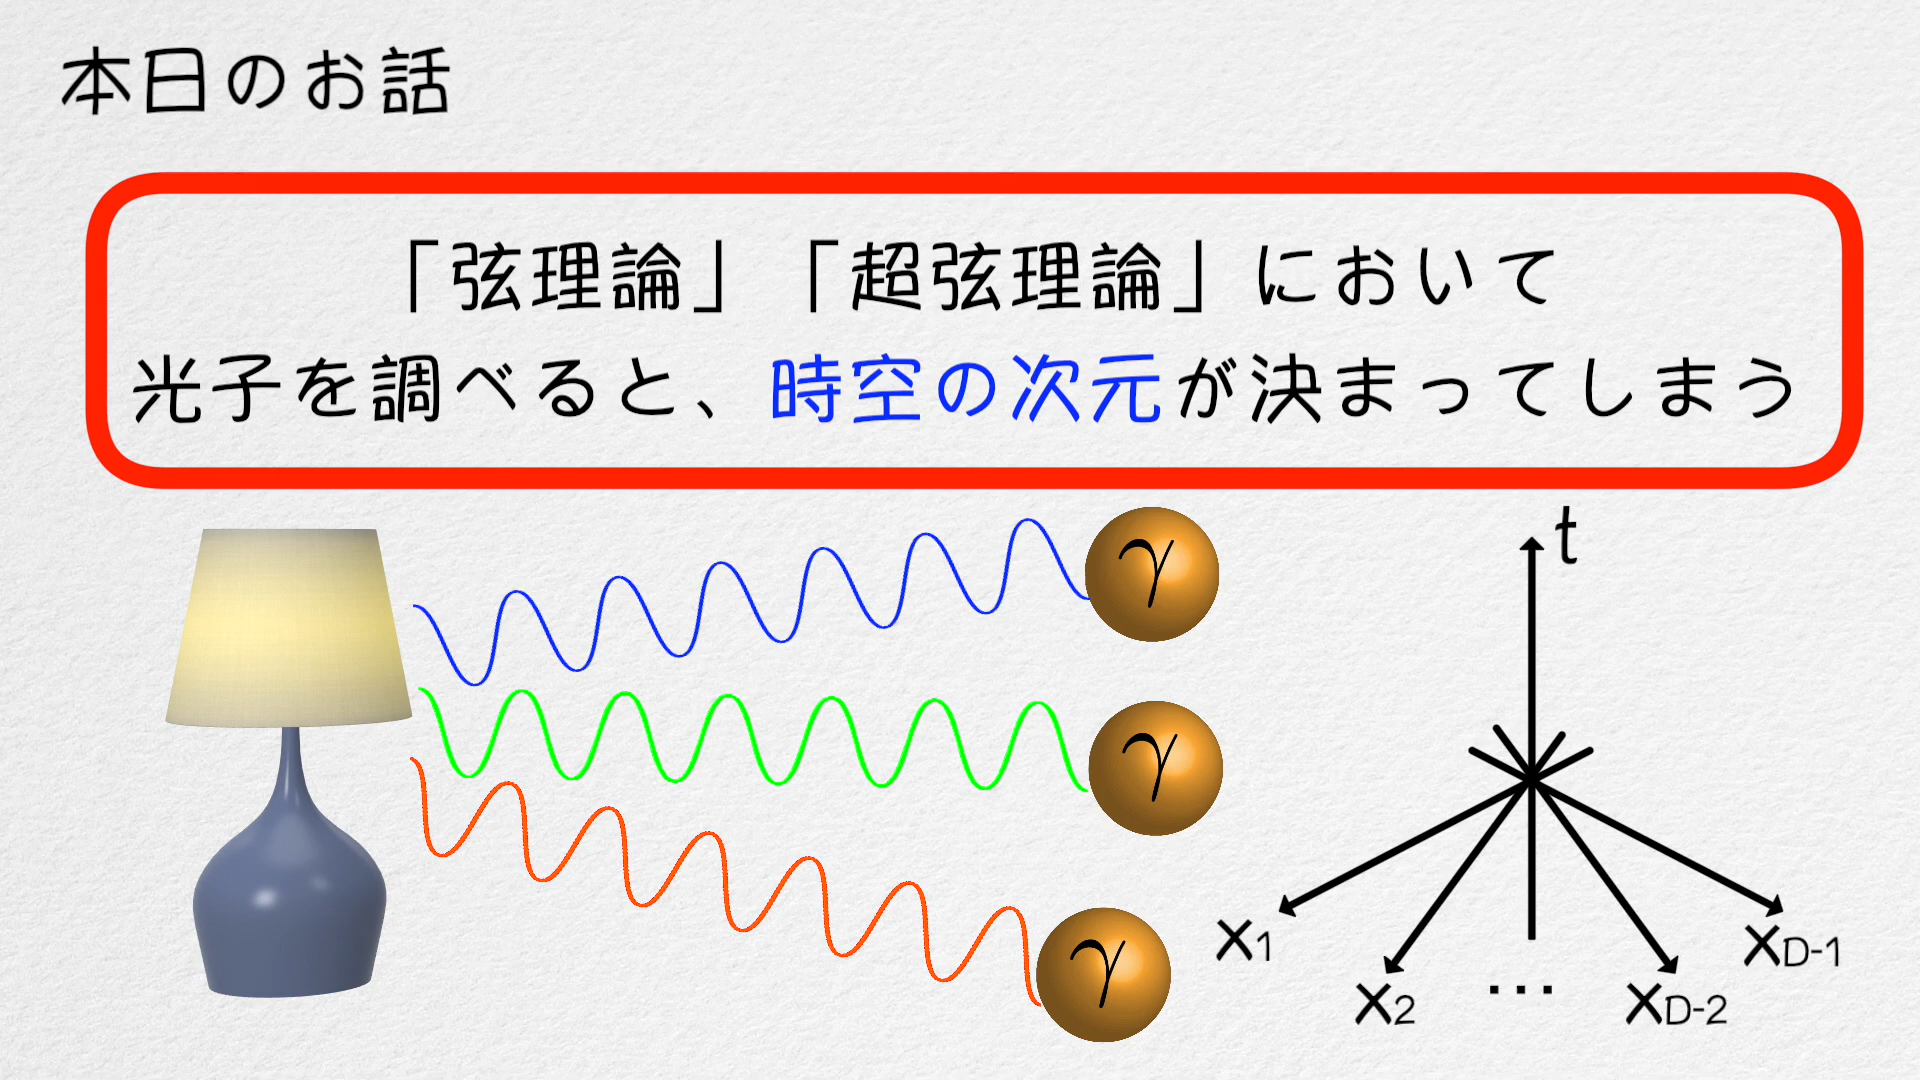 本日のお話
「弦理論」「超弦理論」において
光子を調べると、時空の次元が決まってしまう
γ
γ
γ
t
x1
x2
...
xD-2
xD-1